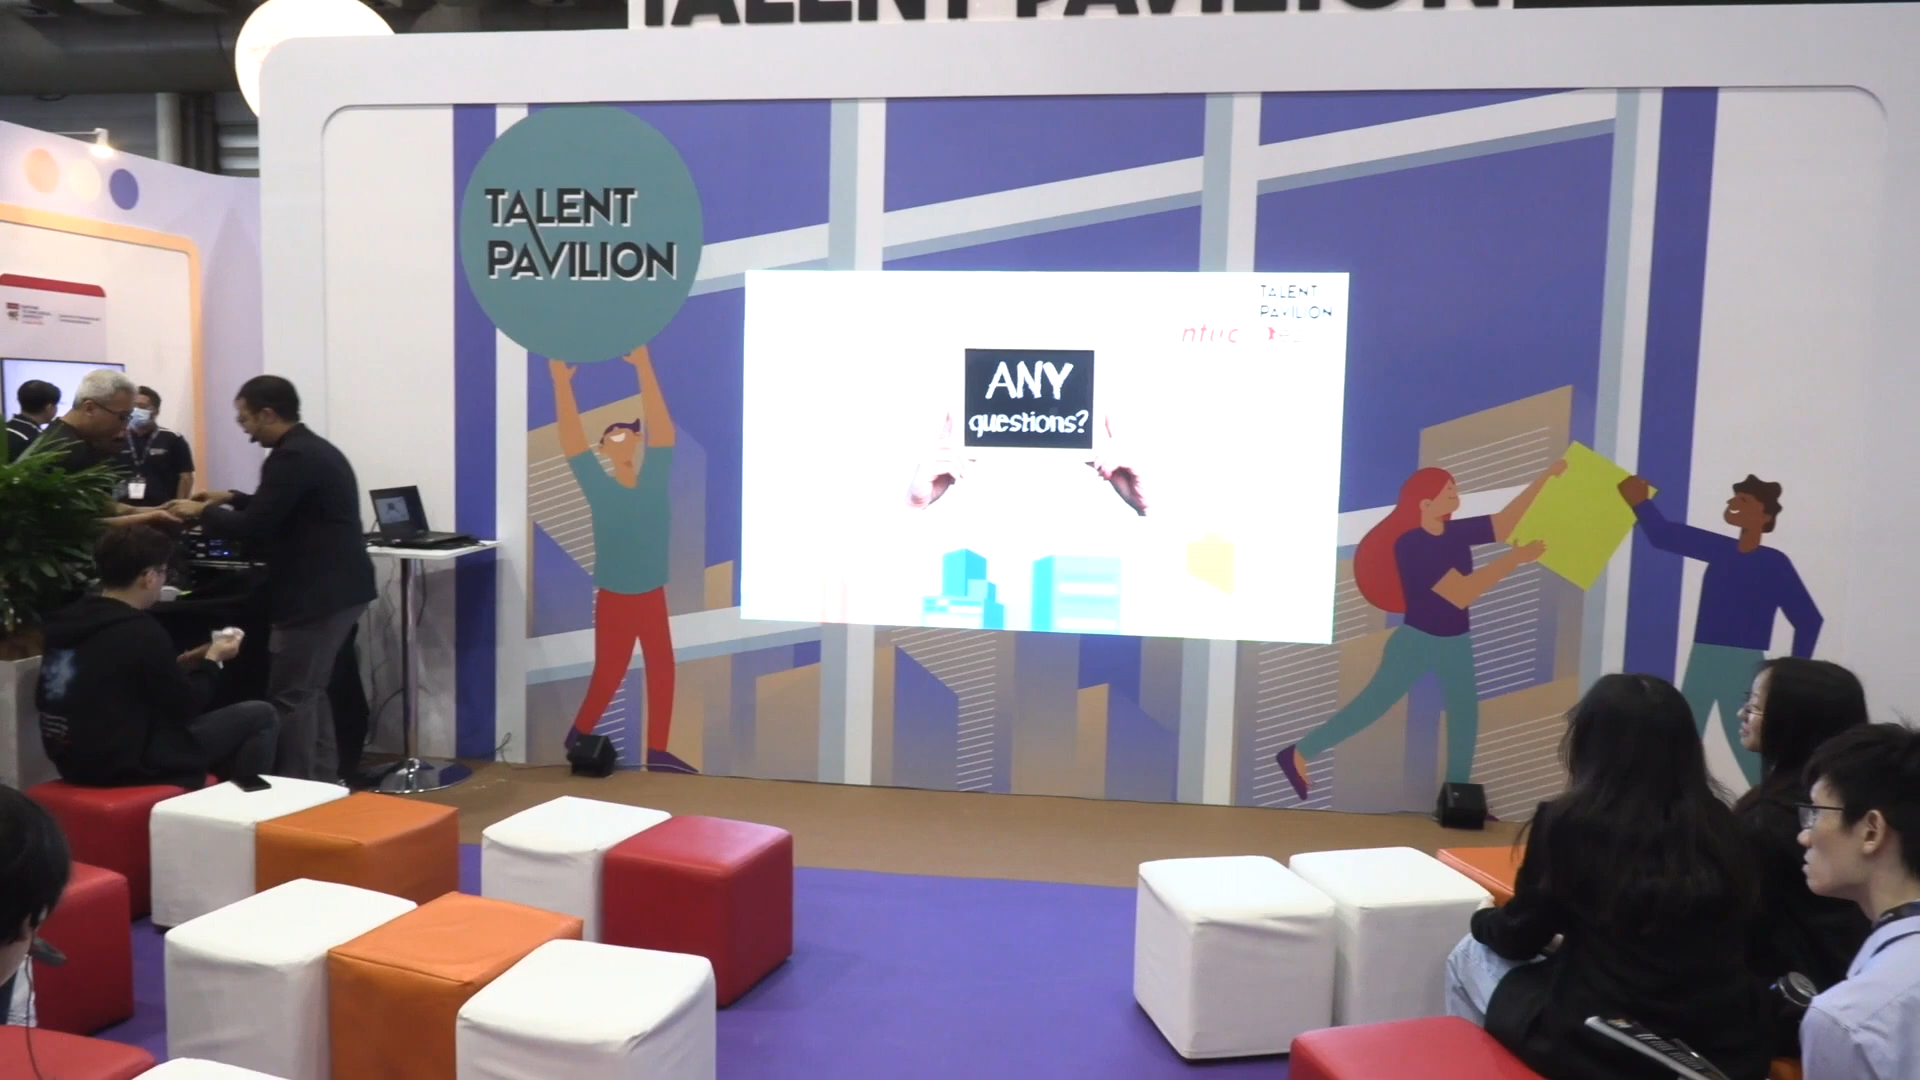 TALENT PAVILION
TALENT
PAVILION
TALENT
PAVILION
ntuc
ANY
questions?